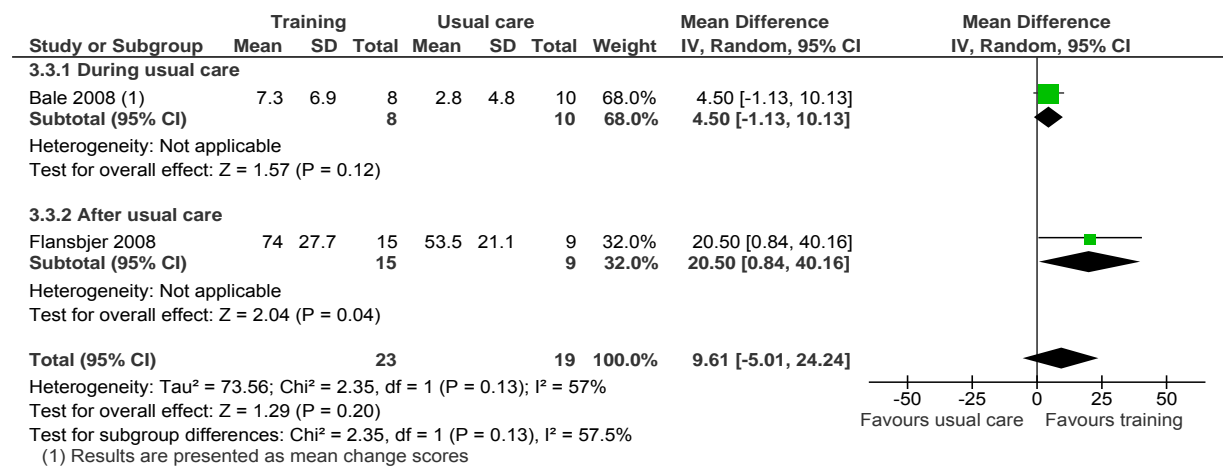 Training Usual care Mean Difference Mean Difference
Study or Subgroup Mean SD Total Mean SD Total Weight IV, Random, 95% CI IV, Random, 95% CI
3.3.1 During usual care
Bale 2008 (1) 7.3 6.9 8 2.8 4.8 10 68.0% 4.50 [-1.13, 10.13]
Subtotal (95% CI) 8 10 68.0% 4.50 [-1.13, 10.13]
Heterogeneity: Not applicable
Test for overall effect: Z = 1.57 (P = 0.12)
3.3.2 After usual care
Flansbjer 2008 74 27.7 15 53.5 21.1 9 32.0% 20.50 [0.84, 40.16]
Subtotal (95% CI) 15 9 32.0% 20.50 [0.84, 40.16]
Heterogeneity: Not applicable
Test for overall effect: Z = 2.04 (P = 0.04)
Total (95% CI) 23 19 100.0% 9.61 [-5.01, 24.24]
Heterogeneity: Tau² = 73.56; Chi² = 2.35, df = 1 (P = 0.13); I² = 57%
Test for overall effect: Z = 1.29 (P = 0.20)
Test for subgroup differences: Chi² = 2.35, df = 1 (P = 0.13), I² = 57.5%
(1) Results are presented as mean change scores
-50 -25 0 25 50
Favours usual care Favours training